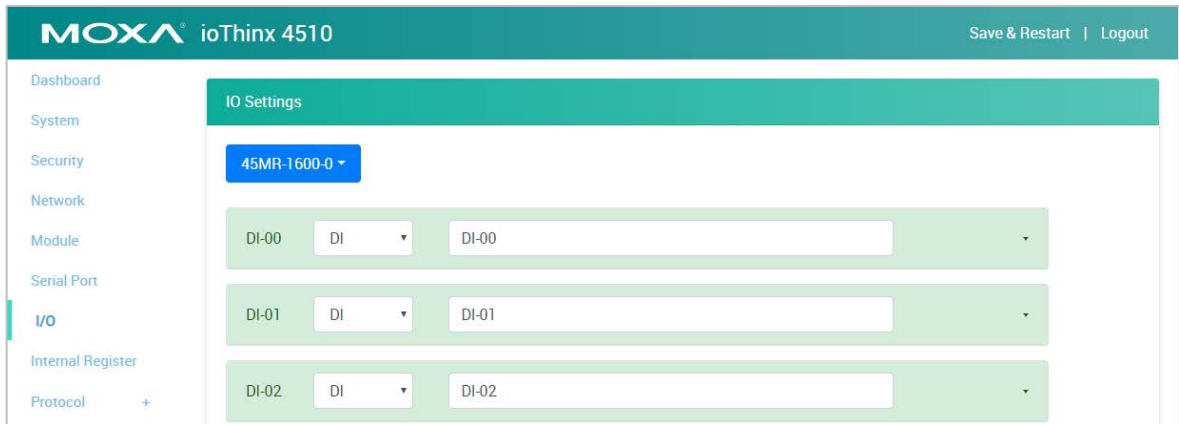 MOXA® ioThinx 4510
Save & Restart | Logout
Dashboard
System
Security
Network
Module
Serial Port
I/O
Internal Register
Protocol +
IO Settings
45MR-1600-0
DI-00 DI DI-00
DI-01 DI DI-01
DI-02 DI DI-02